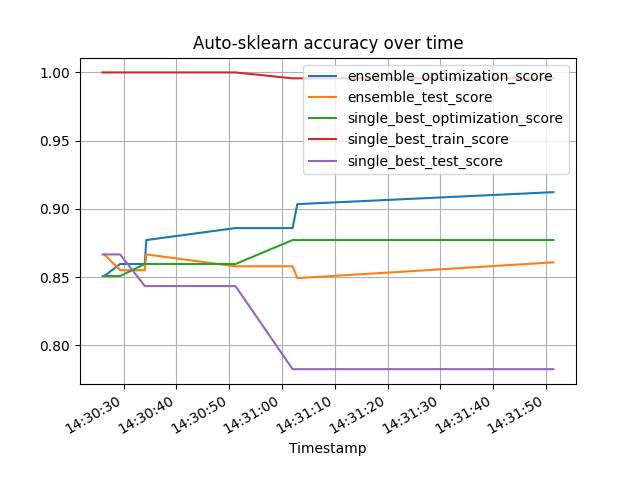 Auto-sklearn accuracy over time
1.00
0.95
0.90
0.85
0.80
ensemble_optimization_score
ensemble_test_score
single_best_optimization_score
single_best_train_score
single_best_test_score
14:30:30
14:30:40
14:30:50
14:31:00
14:31:10
14:31:20
14:31:30
14:31:40
14:31:50
Timestamp